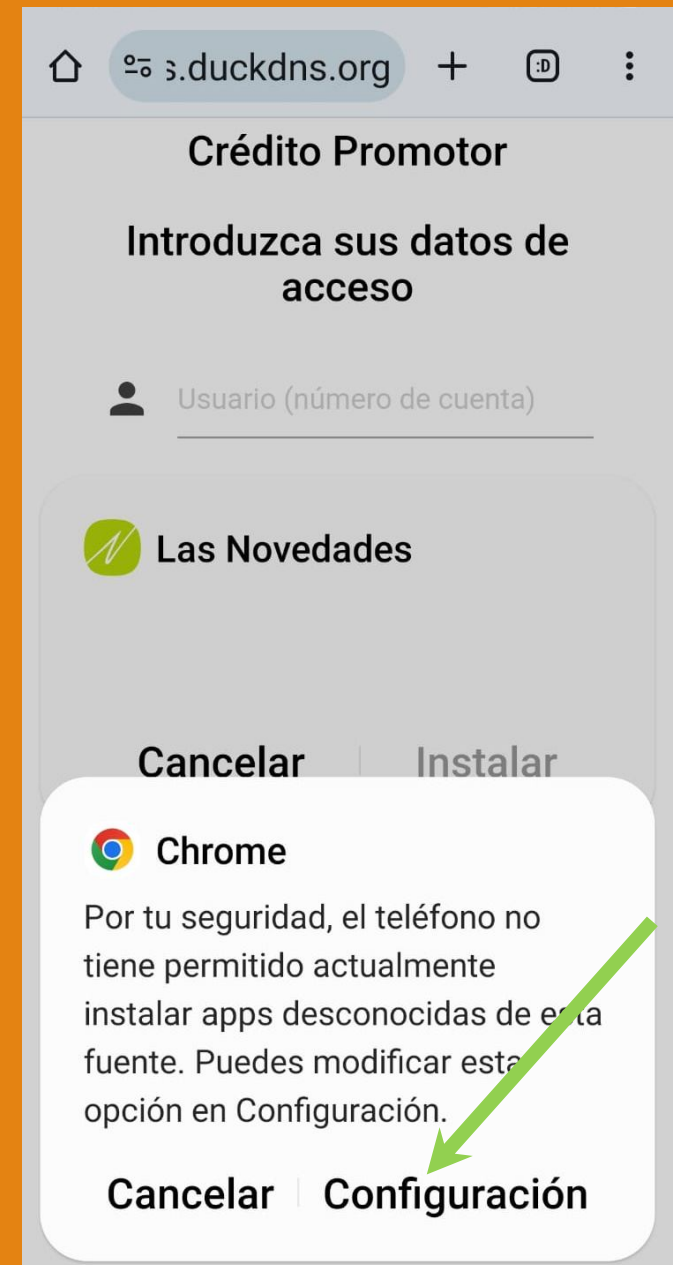 s.duckdns.org
Crédito Promotor
Introduzca sus datos de
acceso
Usuario (número de cuenta)
Las Novedades
Cancelar Instalar
Chrome
Por tu seguridad, el teléfono no
tiene permitido actualmente
instalar apps desconocidas de esta
fuente. Puedes modificar esta
opción en Configuración.
Cancelar Configuración